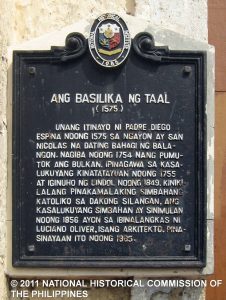 ANG BASILIKA NG TAAL
(1575)
UNANG ITINAYO NI PADRE DIEGO
ESPINA NOONG 1575 SA NGAYON AY SAN
NICOLAS NA DATING BAHAGI NG BALA-
NGON. NAGIBA NOONG 1754 NANG PUMU-
TOK ANG BULKAN. IPINAGAWA SA KASA-
LUKUYANG KINATATAYUAN NOONG 1755
AT IGINUHO NG LINDOL NOONG 1849. KINIKI-
LALANG PINAKAMALAKING SIMBAHANG
KATOLIKO SA DAKONG SILANGAN, ANG
KASALUKUYANG SIMBAHAN AY SINIMULAN
NOONG 1856 AYON SA IBINALANGKAS NI
LUCIANO OLIVER, ISANG ARKITEKTO. PINA-
SINAYAAN ITO NOONG
© 2011 NATIONAL HISTORICAL COMMISSION OF
THE PHILIPPINES